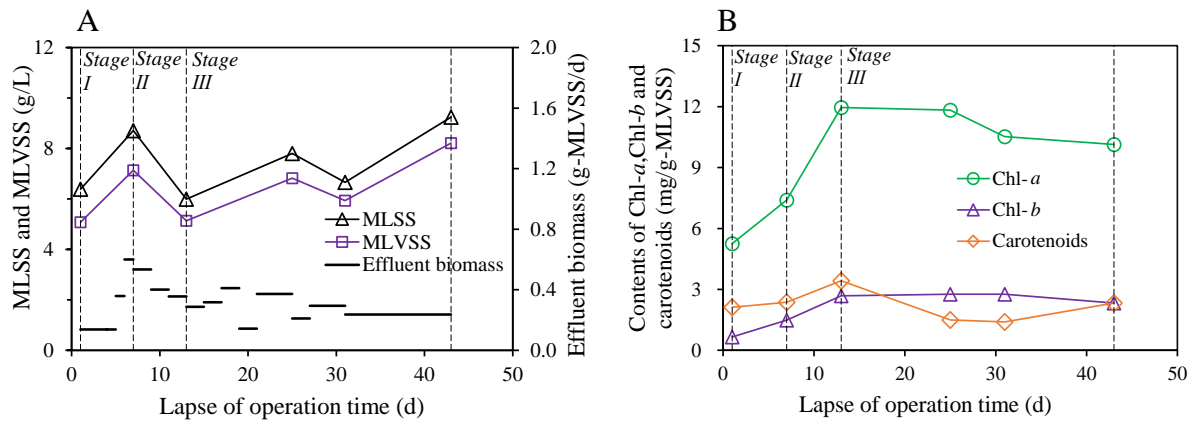 A
MLSS and MLVSS (g/L)
12
8
4
0
Stage
I
Stage
II
Stage
III
MLSS
MLVSS
Effluent biomass
2.0
1.6
1.2
0.8
0.4
0.0
Effluent biomass (g-MLVSS/d)
0 10 20 30 40 50
Lapse of operation time (d)
B
Contents of Chl-a,Chl-b and
carotenoids (mg/g-MLVSS)
15
12
9
6
3
0
Stage
I
Stage
II
Stage
III
Chl-a
Chl-b
Carotenoids
0 10 20 30 40 50
Lapse of operation time (d)